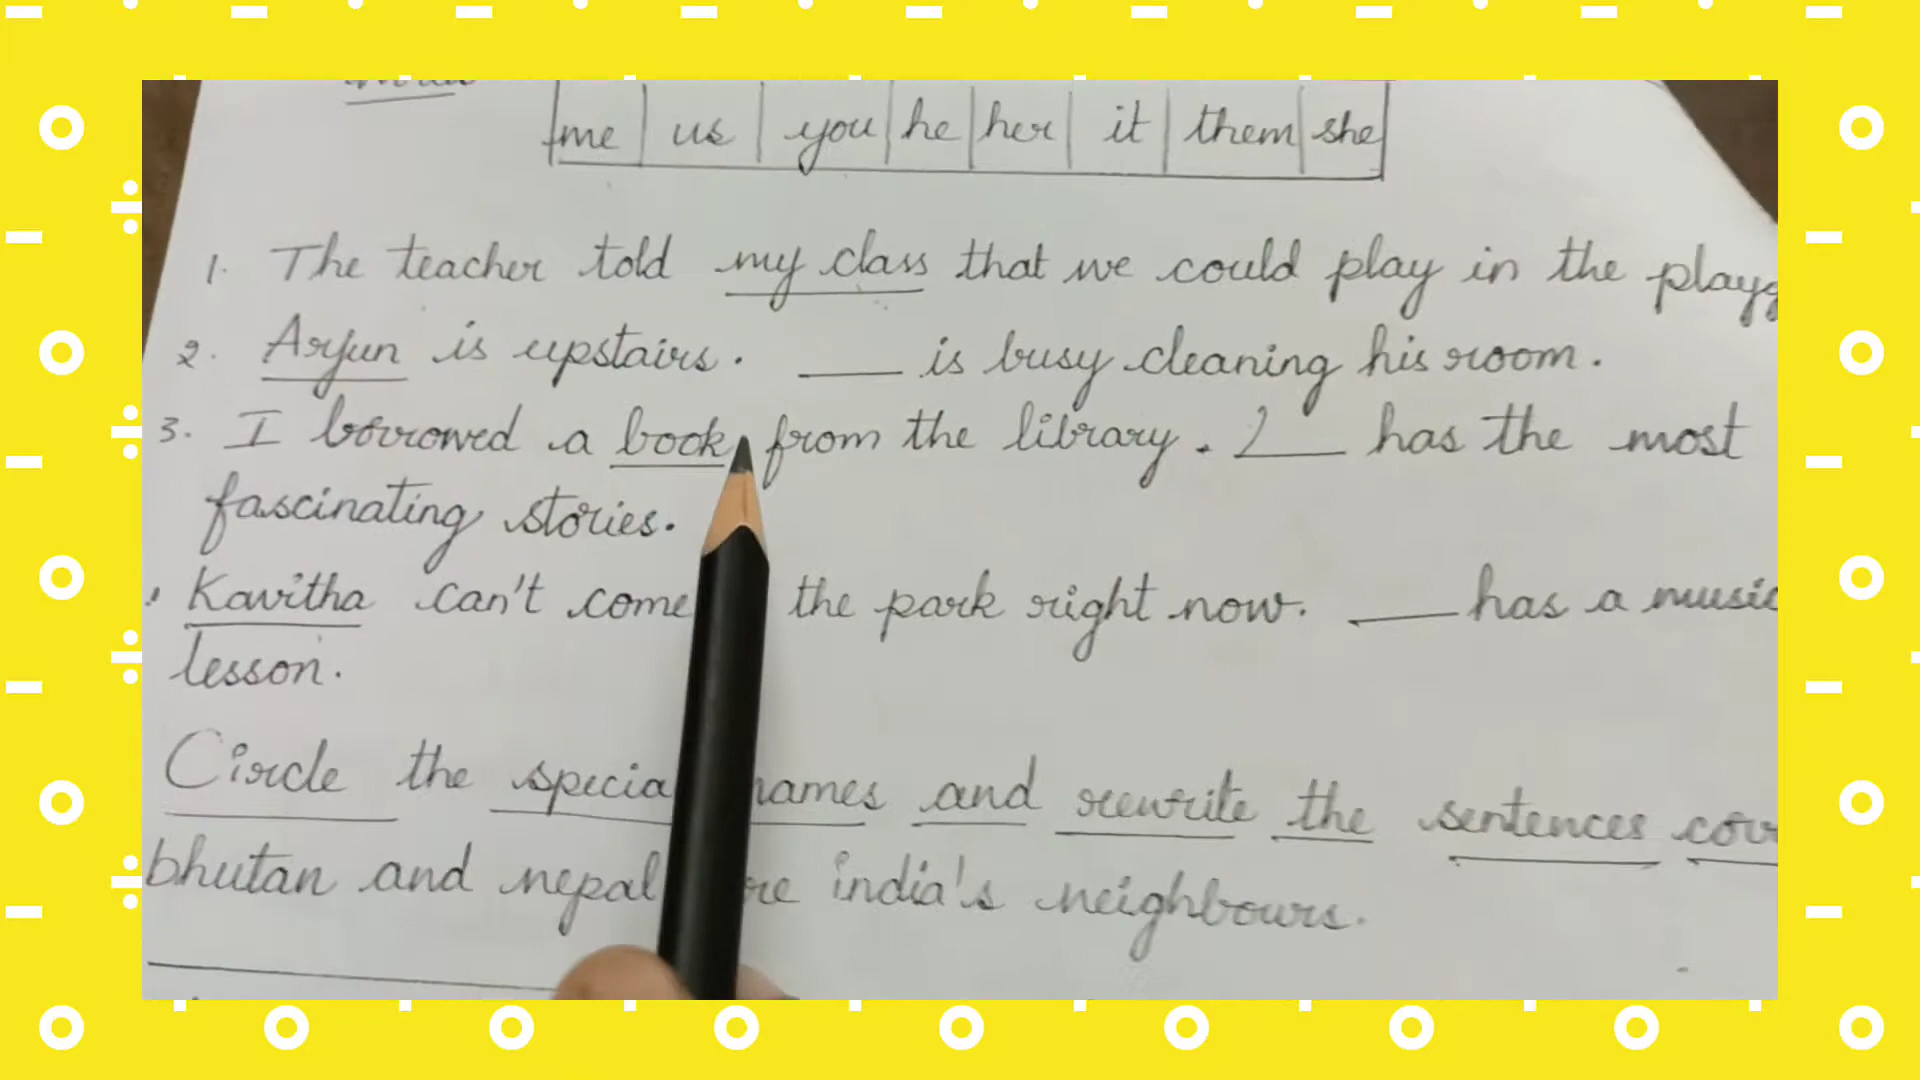 me us you he her it them she
1. The teacher told my class that we could play in the
2. Arjun is upstairs. ___ is busy cleaning his room.
3. I borrowed a book from the library. ___ has the most
fascinating stories.
Kavitha can't come the park right now. ___ has a music
lesson.
Circle the special names and rewrite the sentences
bhutan and nepal are india's neighbours.